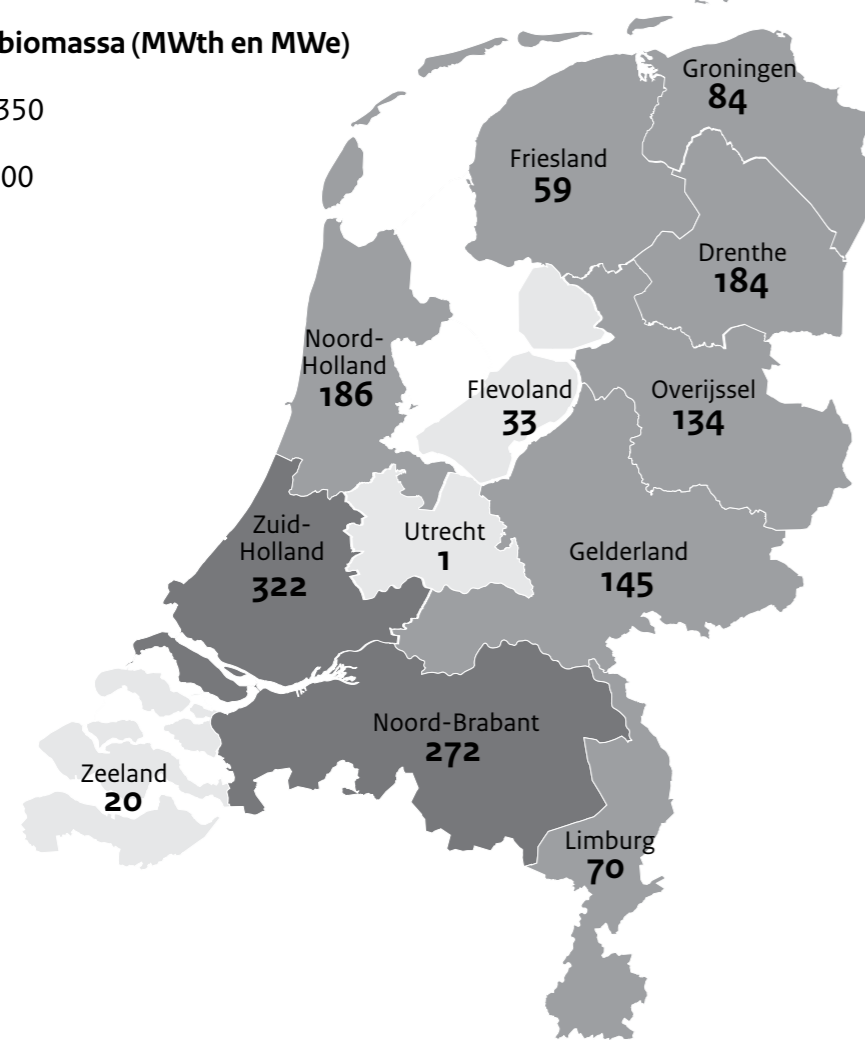 biomassa (MWth en MWe)
350
00
Groningen
84
Friesland
59
Drenthe
184
Noord-
Holland
186
Flevoland
33
Overijssel
134
Zuid-
Holland
322
Utrecht
1
Gelderland
145
Noord-Brabant
272
Zeeland
20
Limburg
70